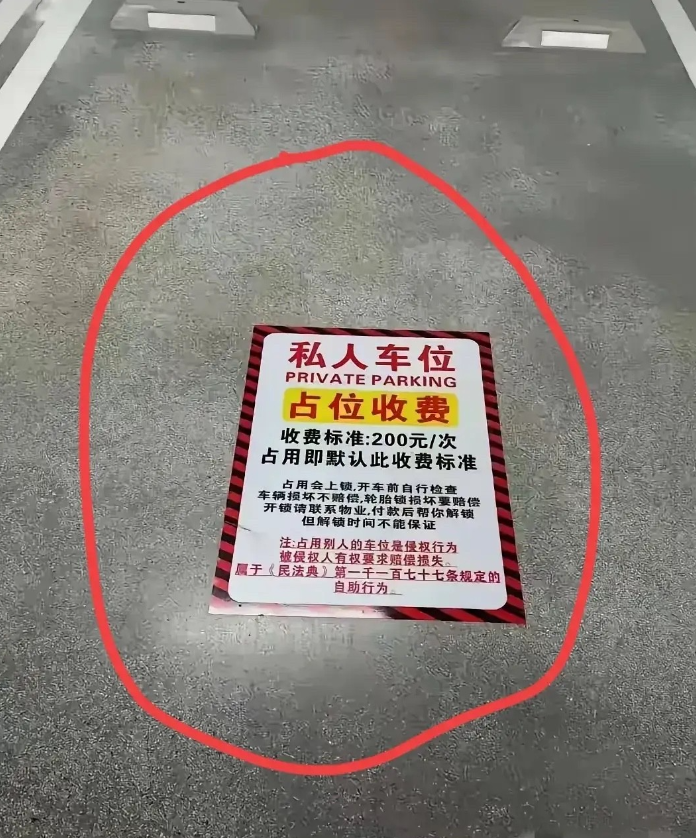 私人车位
PRIVATE PARKING
占位收费
收费标准:200元/次
占用即默认此收费标准
占用会上锁,开车前自行检查
车辆损坏不赔偿,轮胎锁损坏要赔偿
开锁请联系物业,付款后帮你解锁
但解锁时间不能保证
注:占用别人的车位是侵权行为
被侵权人有权要求赔偿损失。
属于《民法典》第一千一百七十七条规定的
自助行为。